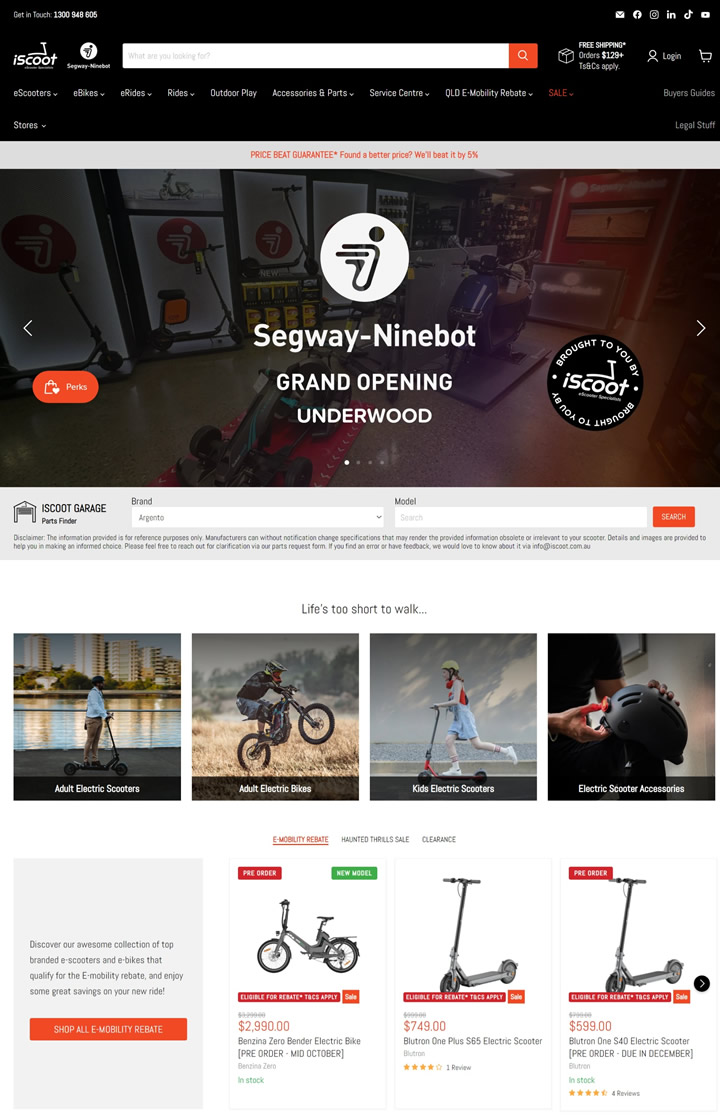 Get in Touch: 1300 948 605
iscoot
eScooter Specialists
Segway-Ninebot
What are you looking for?
FREE SHIPPING*
Orders $129+
Ts&Cs apply.
Login
eScooters
eBikes
eRides
Rides
Outdoor Play
Accessories & Parts
Service Centre
QLD E-Mobility Rebate
SALE
Buyers Guides
Stores
Legal Stuff
PRICE BEAT GUARANTEE* Found a better price? We'll beat it by 5%
Segway-Ninebot
Segway-Ninebot
GRAND OPENING
UNDERWOOD
BROUGHT TO YOU BY
iscoot
eScooter Specialists
BROUGHT TO YOU BY
Perks
ISCOOT GARAGE
Parts Finder
Brand
Argento
Model
Search
SEARCH
Disclaimer: The information provided is for reference purposes only. Manufacturers can without notification change specifications that may render the provided information obsolete or irrelevant to your scooter. Details and images are provided to
help you in making an informed choice. Please feel free to reach out for clarification via our parts request form. If you find an error or have feedback, we would love to know about it via info@iscoot.com.au
Life's too short to walk...
Adult Electric Scooters
Adult Electric Bikes
Kids Electric Scooters
Electric Scooter Accessories
E-MOBILITY REBATE
HAUNTED THRILLS SALE
CLEARANCE
Discover our awesome collection of top
branded e-scooters and e-bikes that
qualify for the E-mobility rebate, and enjoy
some great savings on your new ride!
SHOP ALL E-MOBILITY REBATE
PRE ORDER
NEW MODEL
ELIGIBLE FOR REBATE* T&CS APPLY
Sale
$3,299.00
$2,990.00
Benzina Zero Bender Electric Bike
[PRE ORDER - MID OCTOBER]
Benzina Zero
In stock
ELIGIBLE FOR REBATE* T&CS APPLY
Sale
$999.00
$749.00
Blutron One Plus S65 Electric Scooter
Blutron
1 Review
PRE ORDER
ELIGIBLE FOR REBATE* T&CS APPLY
Sale
$799.00
$599.00
Blutron One S40 Electric Scooter
[PRE ORDER - DUE IN DECEMBER]
Blutron
In stock
4 Reviews